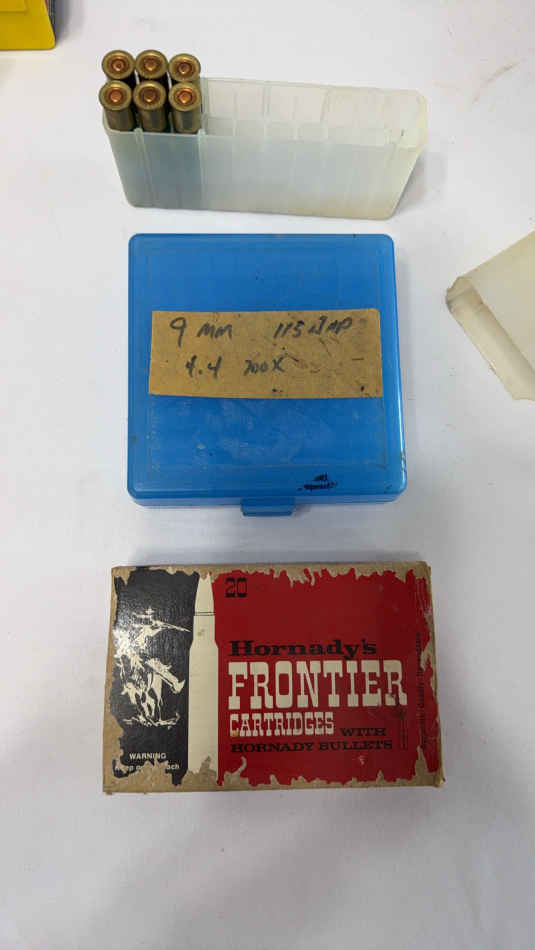 9 MM 115 JHP
4.4 700X
20
Hornady's
FRONTIER
CARTRIDGES WITH
HORNADY BULLETS
WARNING